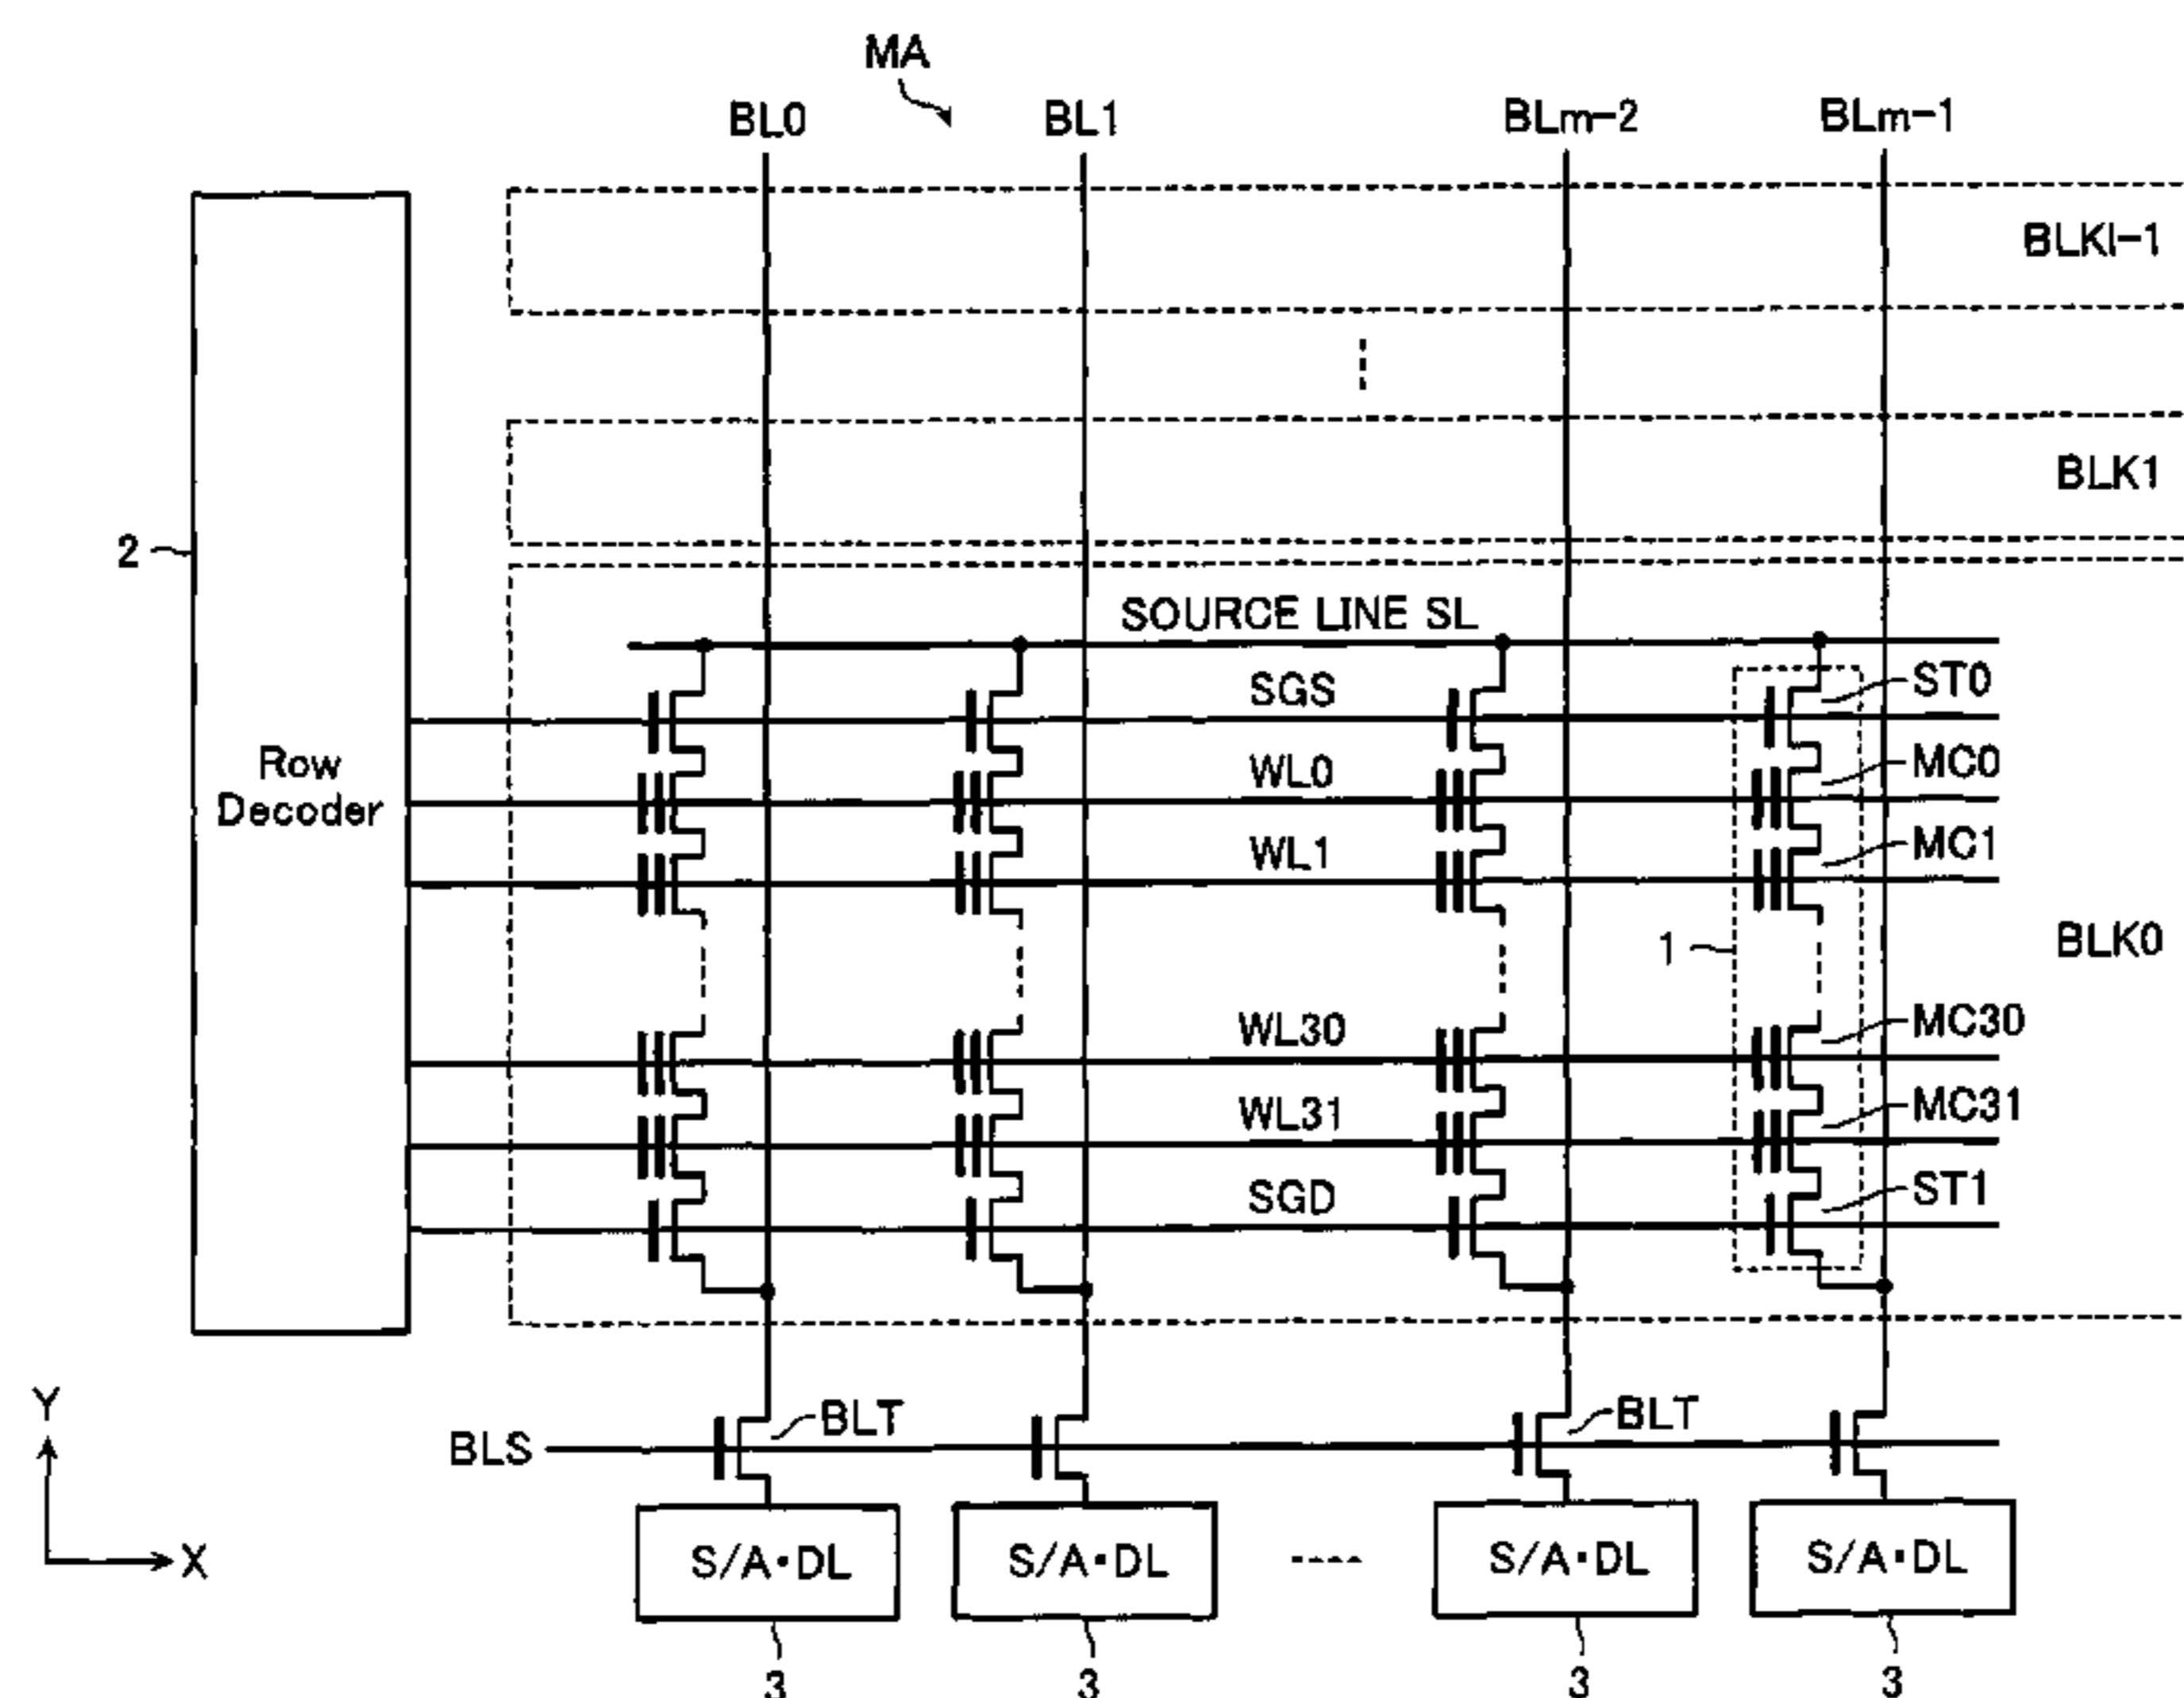 MA
BL0 BL1 BLm-2 BLm-1
BLKl-1
BLK1
2
SOURCE LINE SL
SGS ST0
Row
Decoder
WL0 MC0
WL1 MC1
1 BLK0
WL30 MC30
WL31 MC31
SGD ST1
Y
BLS BLT BLT
X
S/A·DL S/A·DL S/A·DL S/A·DL
3 3 3 3